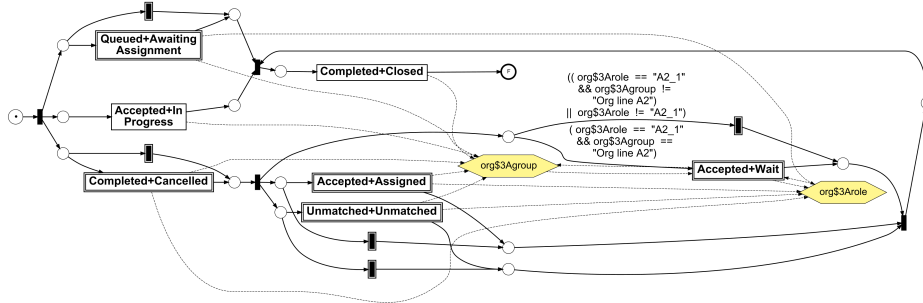 Queued+Awaiting
Assignment
Completed+Closed
F
(( org$3Arole == "A2_1"
&& org$3Agroup !=
"Org line A2")
|| org$3Arole != "A2_1")
Accepted+In
Progress
( org$3Arole == "A2_1"
&& org$3Agroup ==
"Org line A2")
org$3Agroup
Accepted+Wait
Completed+Cancelled
Accepted+Assigned
org$3Arole
Unmatched+Unmatched